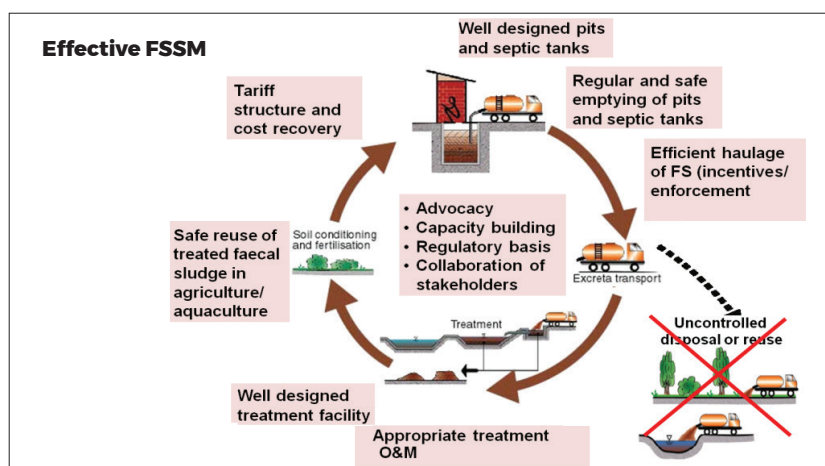 Effective FSSM
Well designed pits
and septic tanks
Tariff
structure and
cost recovery
Regular and safe
emptying of pits
and septic tanks
Efficient haulage
of FS (incentives/
enforcement
• Advocacy
• Capacity building
• Regulatory basis
• Collaboration of
stakeholders
Safe reuse of
treated faecal
sludge in
agriculture/
aquaculture
Soil conditioning
and fertilisation
Excreta transport
Treatment
Uncontrolled
disposal or reuse
Well designed
treatment facility
Appropriate treatment
O&M